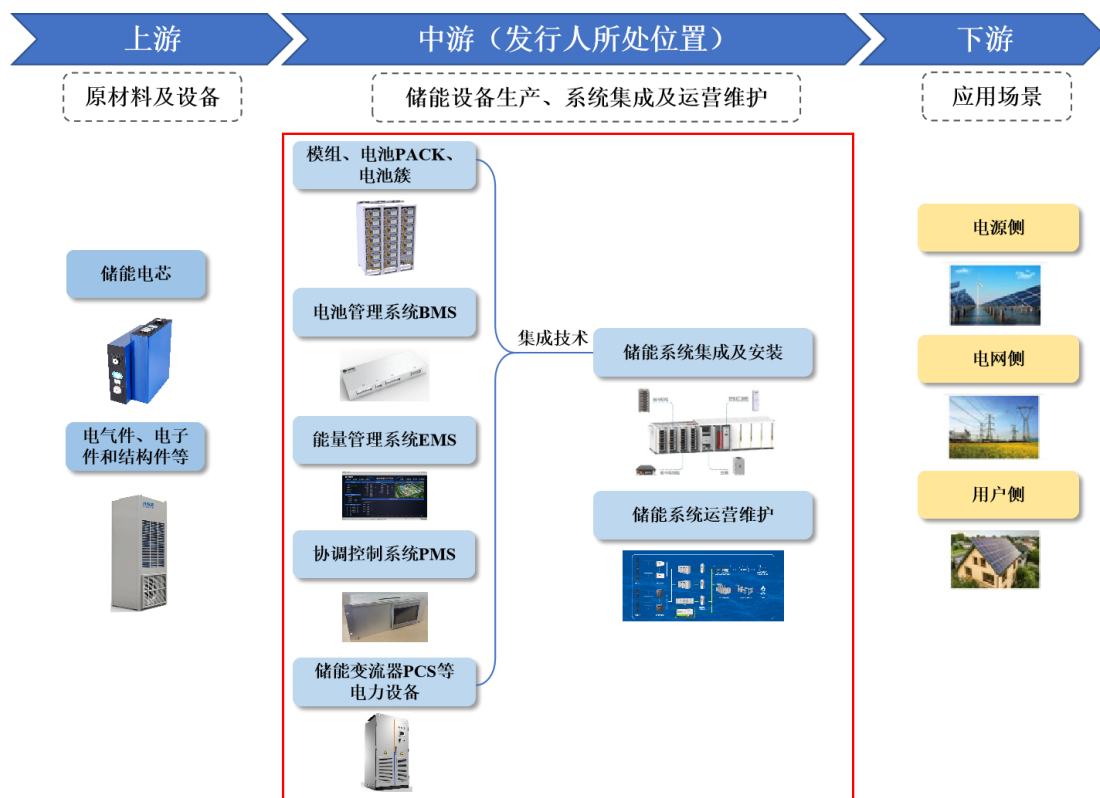 上游
中游（发行人所处位置）
下游
原材料及设备
储能设备生产、系统集成及运营维护
应用场景
储能电芯
电气件、电子
件和结构件等
模组、电池PACK、
电池簇
电池管理系统BMS
能量管理系统EMS
协调控制系统PMS
储能变流器PCS等
电力设备
集成技术
储能系统集成及安装
储能系统运营维护
电源侧
电网侧
用户侧